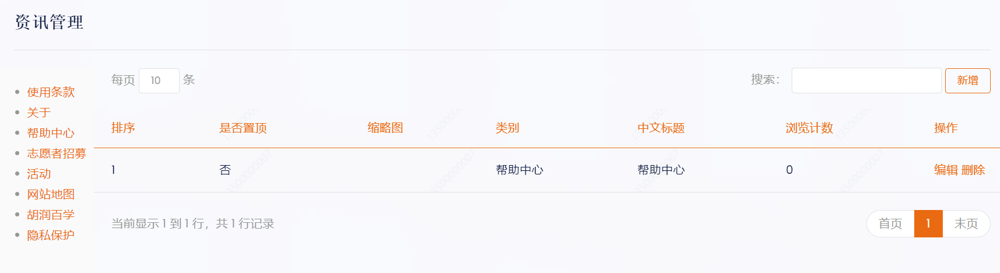 资讯管理
使用条款
关于
帮助中心
志愿者招募
活动
网站地图
胡润百学
隐私保护
每页 10 条
搜索： 新增
排序 是否置顶 缩略图 类别 中文标题 浏览计数 操作
1 否 帮助中心 帮助中心 0 编辑 删除
当前显示 1 到 1 行，共 1 行记录
首页 1 末页